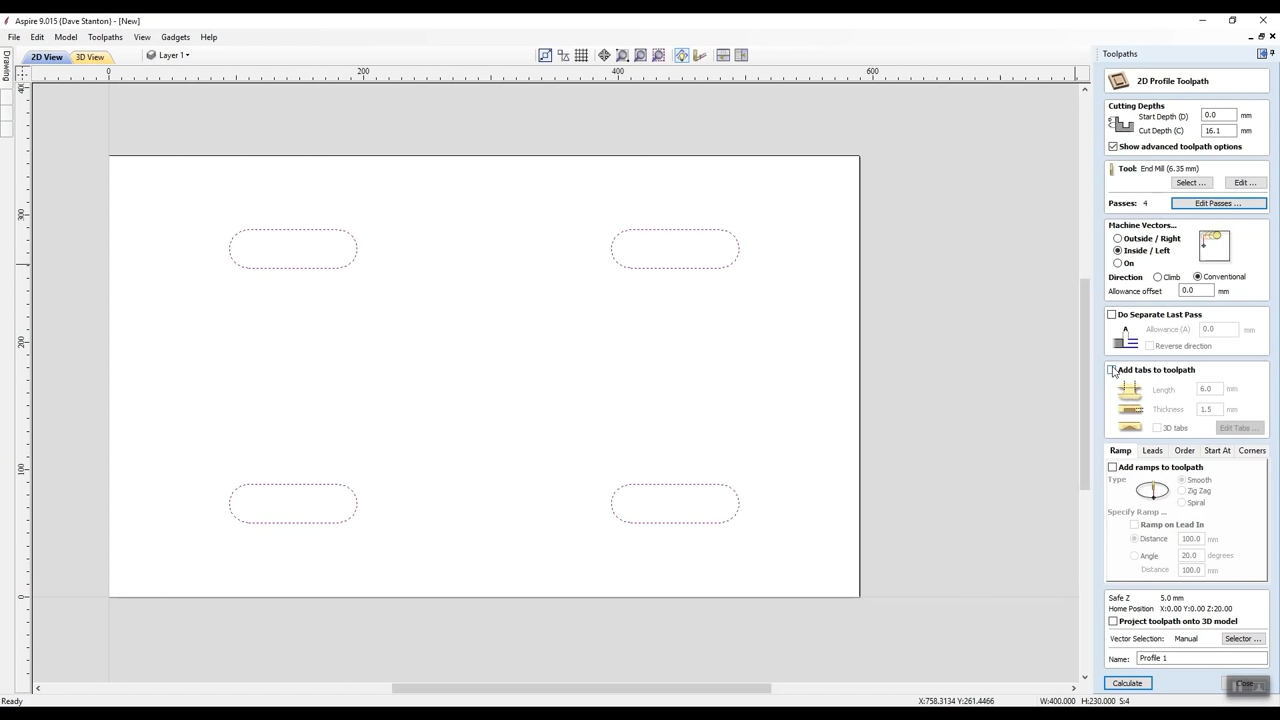 Aspire 9.015 (Dave Stanton) - [New]
File Edit Model Toolpaths View Gadgets Help
2D View 3D View Layer 1
Drawing
0 200 400 600
300
200
100
0
Toolpaths
2D Profile Toolpath
Cutting Depths
Start Depth (D) 0.0 mm
Cut Depth (C) 16.1 mm
Show advanced toolpath options
Tool: End Mill (6.35 mm)
Select ... Edit ...
Passes: 4 Edit Passes ...
Machine Vectors...
Outside / Right
Inside / Left
On
Direction Climb Conventional
Allowance offset 0.0 mm
Do Separate Last Pass
A Allowance (A) 0.0 mm
Reverse direction
Add tabs to toolpath
Length 6.0 mm
Thickness 1.5 mm
3D tabs Edit Tabs ...
Ramp Leads Order Start At Corners
Add ramps to toolpath
Type Smooth
Zig Zag
Spiral
Specify Ramp ...
Ramp on Lead In
Distance 100.0 mm
Angle 20.0 degrees
Distance 100.0 mm
Safe Z 5.0 mm
Home Position X:0.00 Y:0.00 Z:20.00
Project toolpath onto 3D model
Vector Selection: Manual Selector ...
Name: Profile 1
Calculate Close
Ready X:758.3134 Y:261.4466 W:400.000 H:230.000 S:4